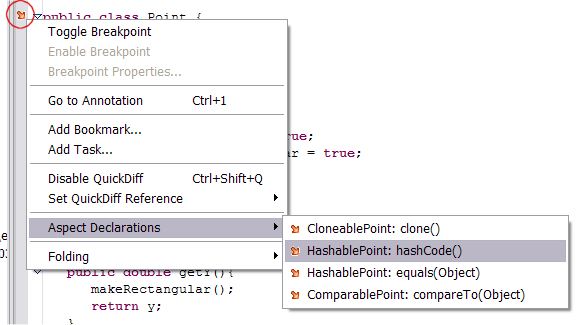 public class Point {
Toggle Breakpoint
Enable Breakpoint
Breakpoint Properties...
Go to Annotation Ctrl+1
Add Bookmark...
rue;
Add Task...
ar = true;
Disable QuickDiff Ctrl+Shift+Q
Set QuickDiff Reference
Aspect Declarations
CloneablePoint: clone()
HashablePoint: hashCode()
HashablePoint: equals(Object)
ComparablePoint: compareTo(Object)
Folding
public double getY(){
makeRectangular();
return y;
}